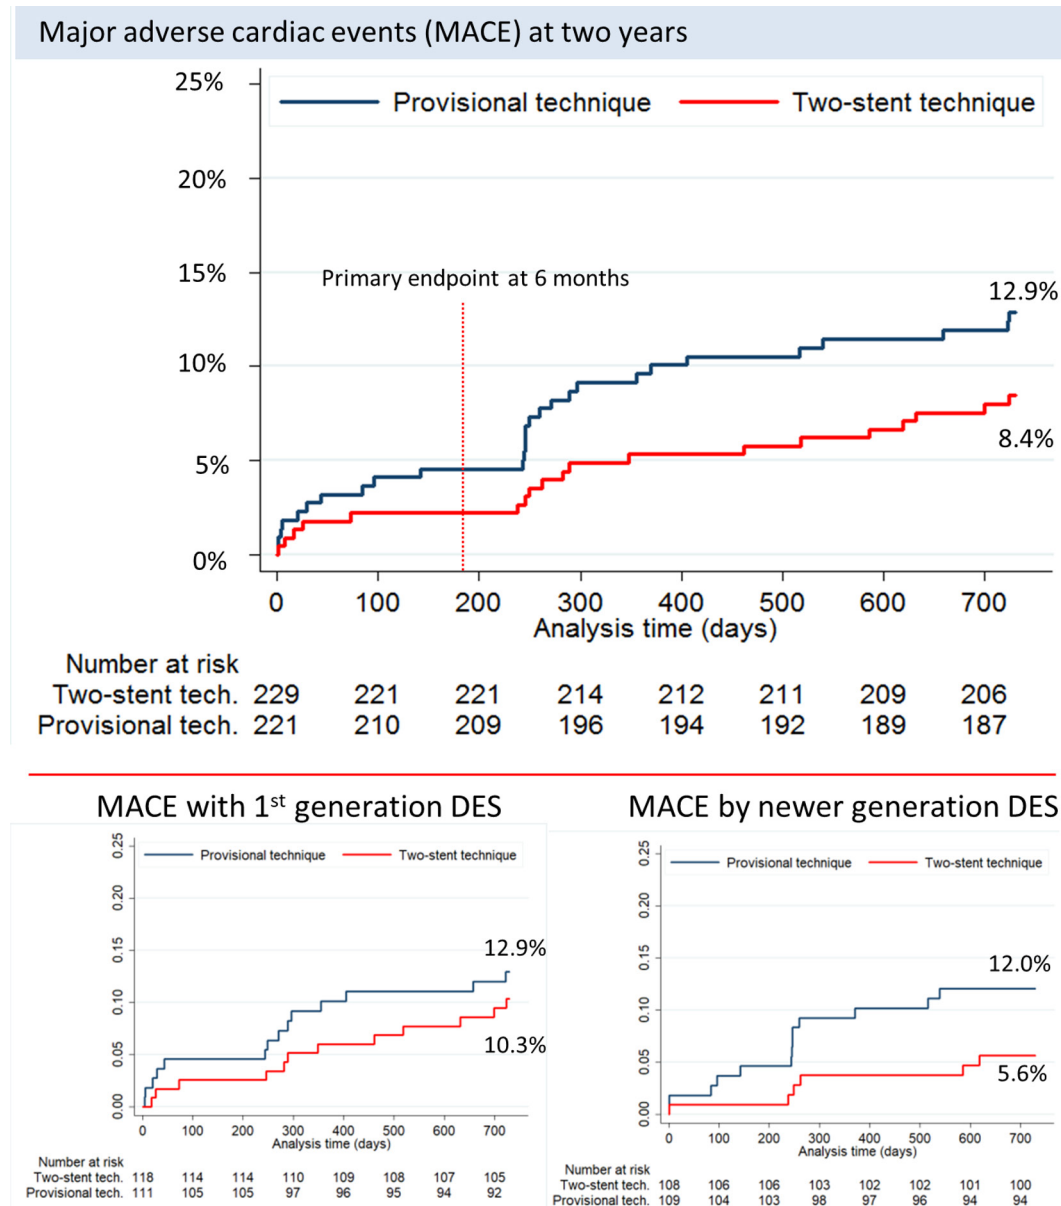 Major adverse cardiac events (MACE) at two years
Provisional technique Two-stent technique
25%
20%
15%
10%
5%
0%
Primary endpoint at 6 months
12.9%
8.4%
0 100 200 300 400 500 600 700
Analysis time (days)
Number at risk
Two-stent tech. 229 221 221 214 212 211 209 206
Provisional tech. 221 210 209 196 194 192 189 187
MACE with 1st generation DES
Provisional technique Two-stent technique
0.25
0.20
0.15
0.10
0.05
0.00
12.9%
10.3%
0 100 200 300 400 500 600 700
Analysis time (days)
Number at risk
Two-stent tech. 118 114 114 110 109 108 107 105
Provisional tech. 111 105 105 97 96 95 94 92
MACE by newer generation DES
Provisional technique Two-stent technique
0.25
0.20
0.15
0.10
0.05
0.00
12.0%
5.6%
0 100 200 300 400 500 600 700
Analysis time (days)
Number at risk
Two-stent tech. 108 106 106 103 102 102 101 100
Provisional tech. 109 104 103 98 97 96 94 94